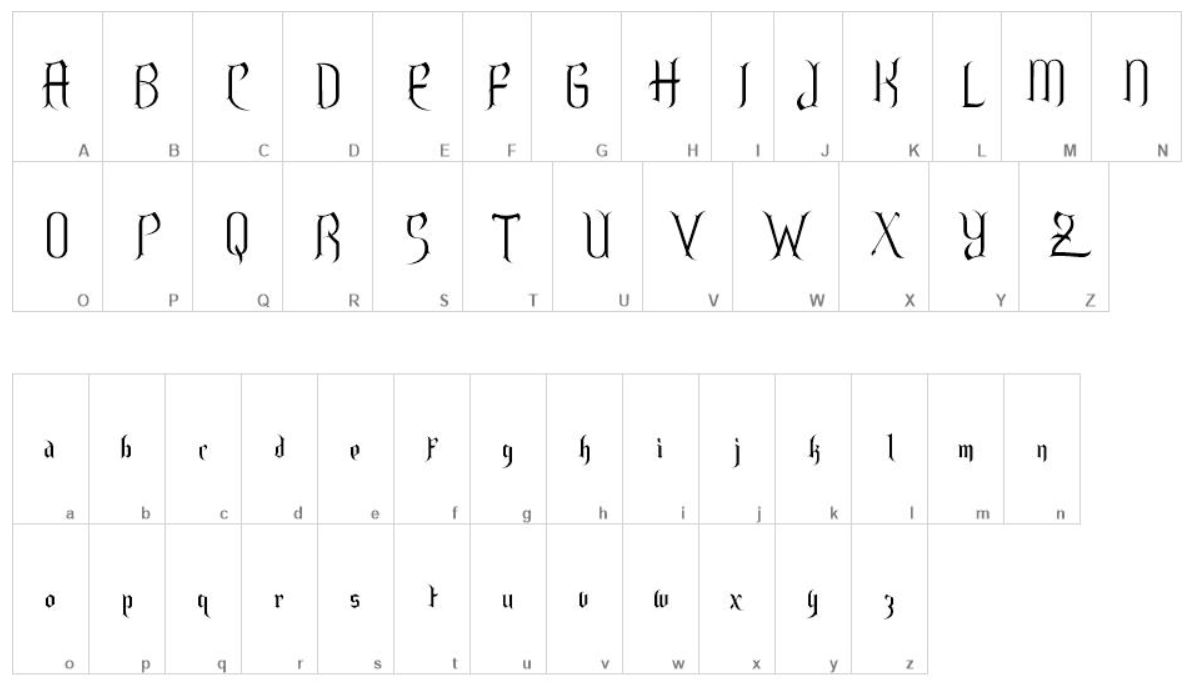 A B C D E F G H I J K L M N
A B C D E F G H I J K L M N
O P Q R S T U V W X Y Z
O P Q R S T U V W X Y Z
a b c d e f g h i j k l m n
a b c d e f g h i j k l m n
o p q r s t u v w x y z
o p q r s t u v w x y z